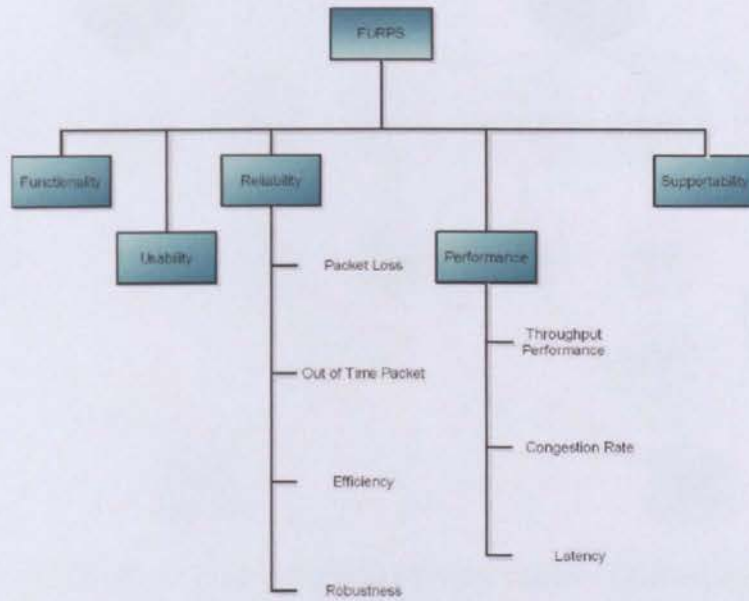 FURPS
Functionality
Reliability
Supportability
Usability
Performance
Packet Loss
Throughput
Performance
Out of Time Packet
Congestion Rate
Efficiency
Latency
Robustness